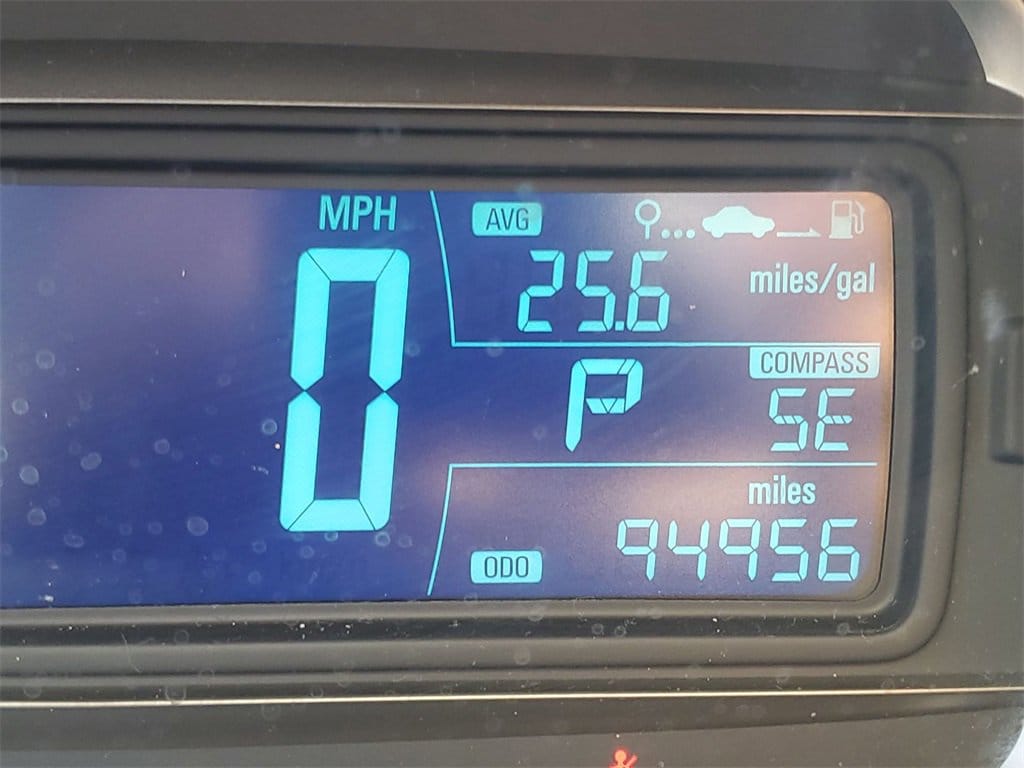 MPH
0
AVG
25.6 miles/gal
P
COMPASS
SE
miles
ODO 94956